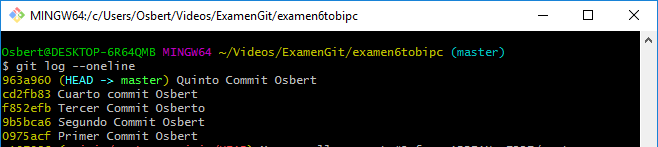 MINGW64:/c/Users/Osbert/Videos/ExamenGit/examen6tobipc
Osbert@DESKTOP-6R64QMB MINGW64 ~/Videos/ExamenGit/examen6tobipc (master)
$ git log --oneline
963a960 (HEAD -> master) Quinto Commit Osbert
cd2fb83 Cuarto commit Osbert
f852efb Tercer Commit Osberto
9b5bca6 Segundo Commit Osbert
0975acf Primer Commit Osbert